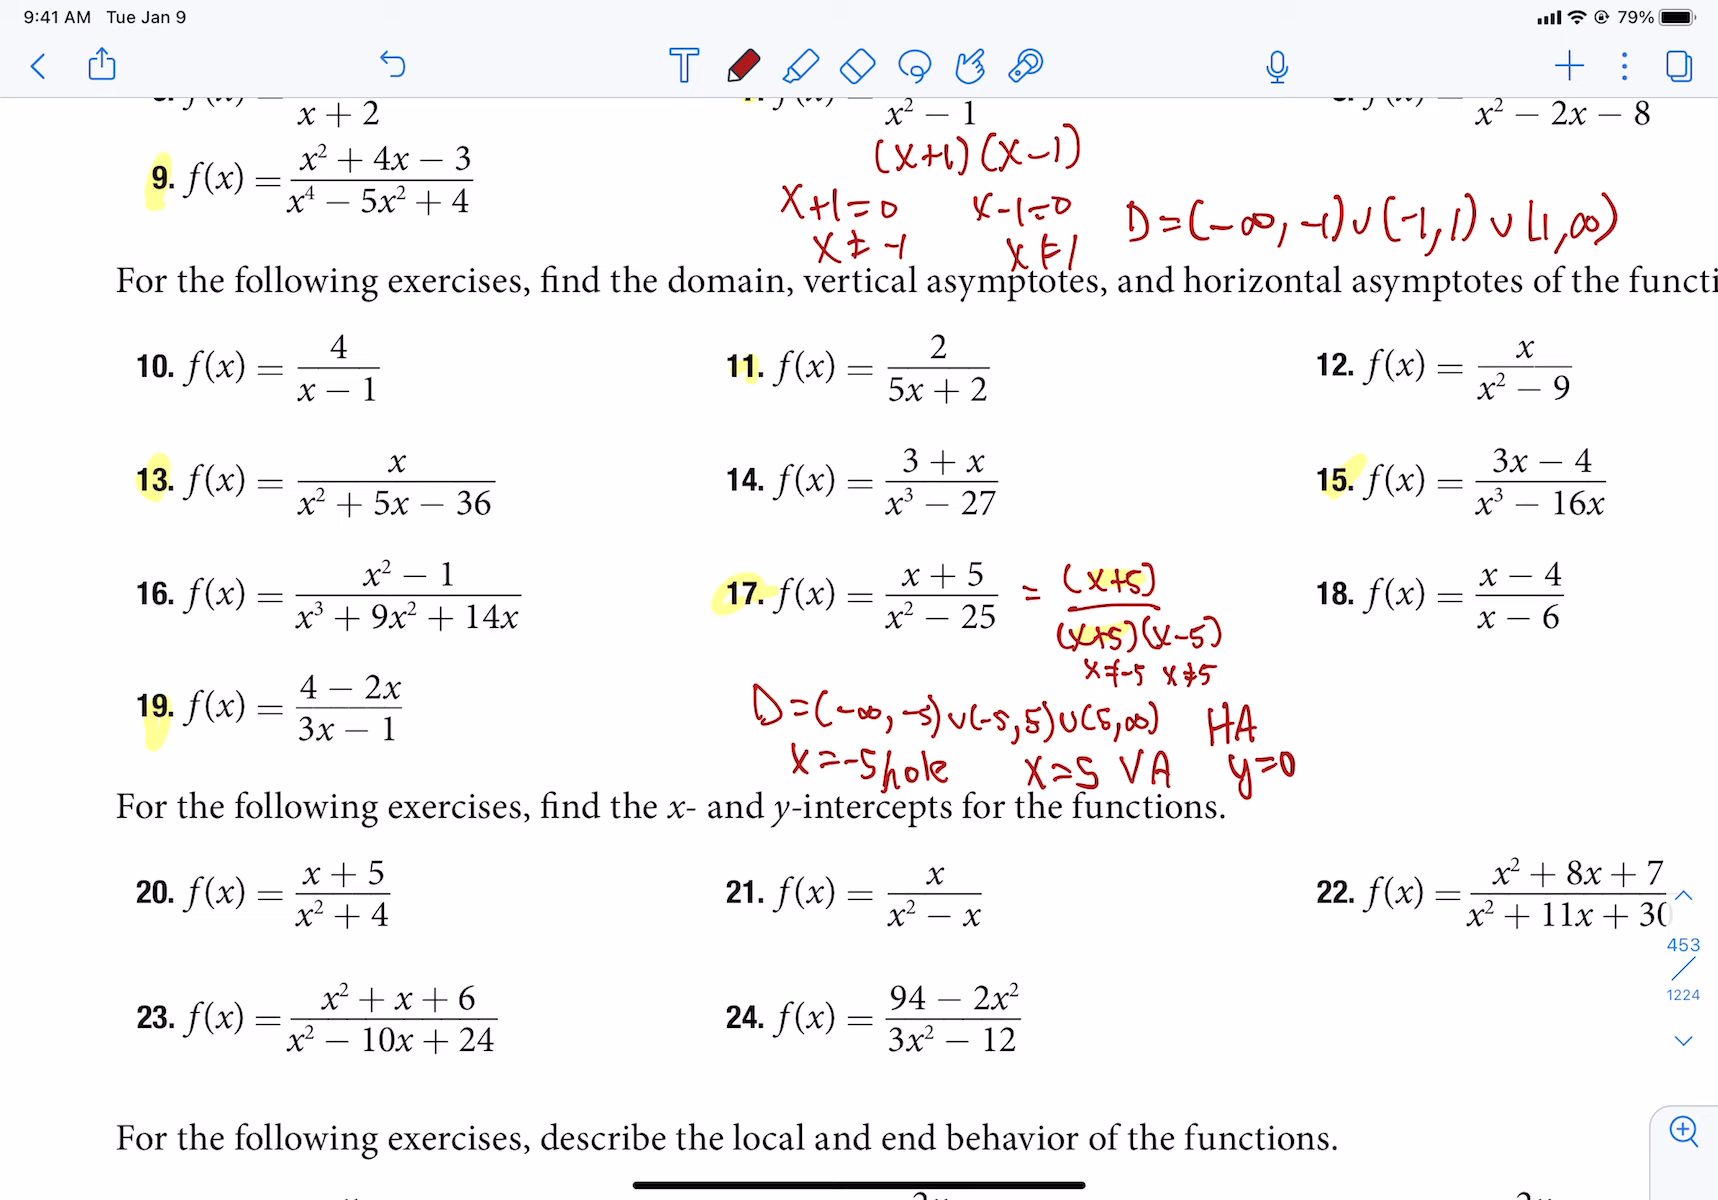 9:41 AM Tue Jan 9 79%
x + 2
x² − 1
x² − 2x − 8
(x+1)(x−1)
9. f(x) = (x² + 4x − 3)/(x⁴ − 5x² + 4)
x+1=0 x−1=0
x ≠ −1 x ≠ 1
D=(−∞,−1)∪(−1,1)∪(1,∞)
For the following exercises, find the domain, vertical asymptotes, and horizontal asymptotes of the functi
10. f(x) = 4/(x − 1)
11. f(x) = 2/(5x + 2)
12. f(x) = x/(x² − 9)
13. f(x) = x/(x² + 5x − 36)
14. f(x) = (3 + x)/(x³ − 27)
15. f(x) = (3x − 4)/(x³ − 16x)
16. f(x) = (x² − 1)/(x³ + 9x² + 14x)
17. f(x) = (x + 5)/(x² − 25) = (x+5)/(x+5)(x−5)
x≠−5 x≠5
18. f(x) = (x − 4)/(x − 6)
19. f(x) = (4 − 2x)/(3x − 1)
D=(−∞,−5)∪(−5,5)∪(5,∞) HA
x=−5 hole x=5 VA y=0
For the following exercises, find the x- and y-intercepts for the functions.
20. f(x) = (x + 5)/(x² + 4)
21. f(x) = x/(x² − x)
22. f(x) = (x² + 8x + 7)/(x² + 11x + 30
453
1224
23. f(x) = (x² + x + 6)/(x² − 10x + 24)
24. f(x) = (94 − 2x²)/(3x² − 12)
For the following exercises, describe the local and end behavior of the functions.